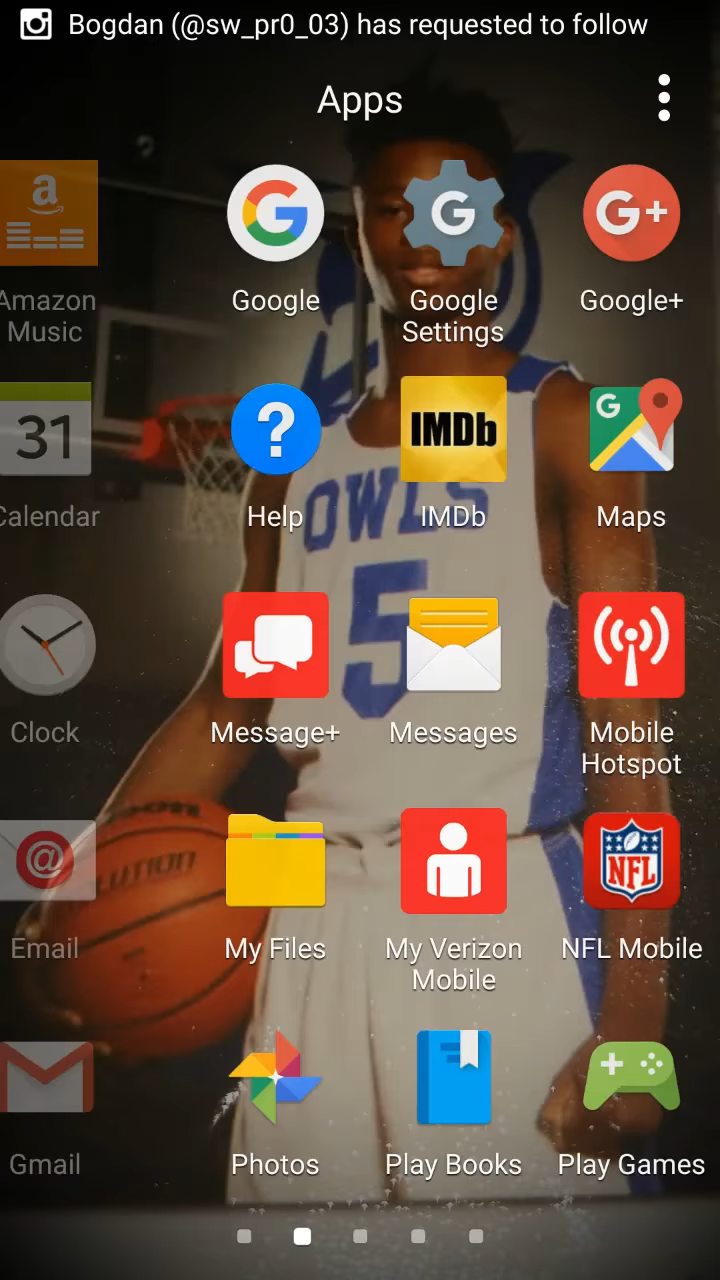 Bogdan (@sw_pr0_03) has requested to follow
Apps
a
Amazon
Music
G
Google
G
Google
Settings
G+
Google+
31
Calendar
?
Help
IMDb
IMDb
G
Maps
OWLS
5
Clock
Message+
Messages
Mobile
Hotspot
@
Email
LUTION
My Files
My Verizon
Mobile
NFL
NFL Mobile
Gmail
Photos
Play Books
Play Games